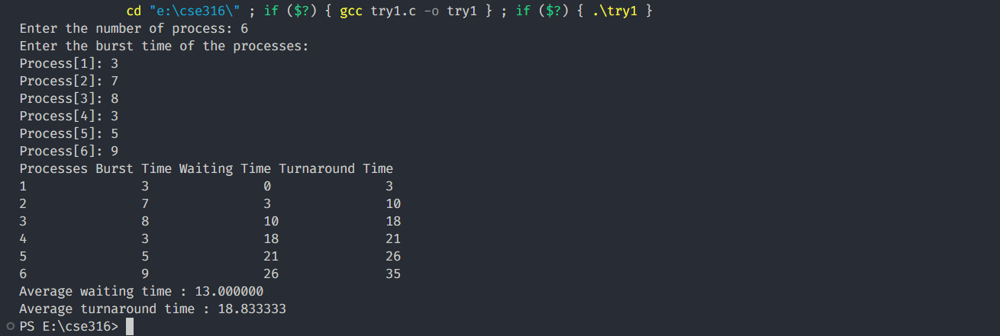 cd "e:\cse316\" ; if ($?) { gcc try1.c -o try1 } ; if ($?) { .\try1 }
Enter the number of process: 6
Enter the burst time of the processes:
Process[1]: 3
Process[2]: 7
Process[3]: 8
Process[4]: 3
Process[5]: 5
Process[6]: 9
Processes Burst Time Waiting Time Turnaround Time
1               3               0               3
2               7               3               10
3               8               10              18
4               3               18              21
5               5               21              26
6               9               26              35
Average waiting time : 13.000000
Average turnaround time : 18.833333
PS E:\cse316>